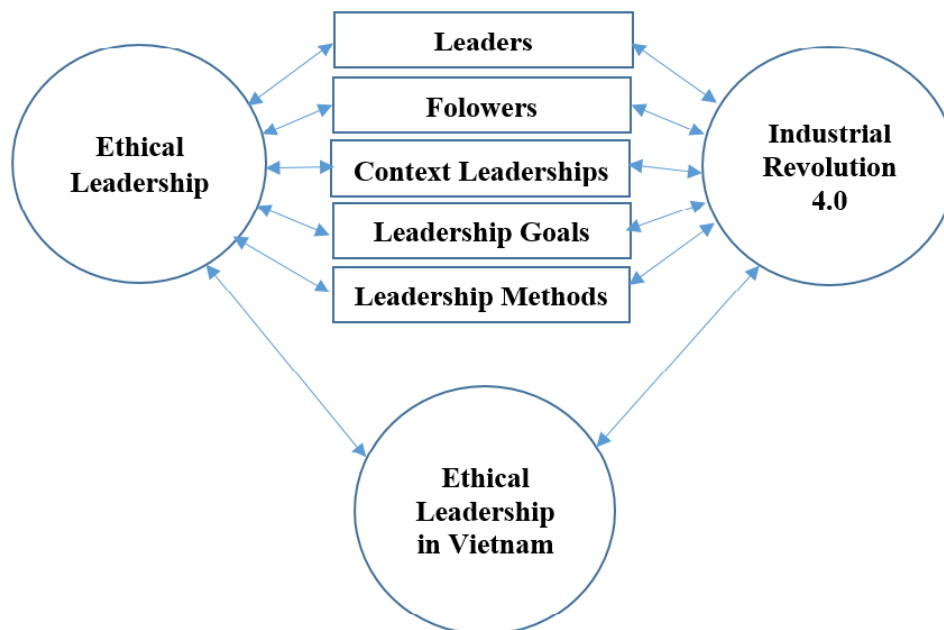 Leaders
Folowers
Context Leaderships
Leadership Goals
Leadership Methods
Ethical
Leadership
Industrial
Revolution
4.0
Ethical
Leadership
in Vietnam